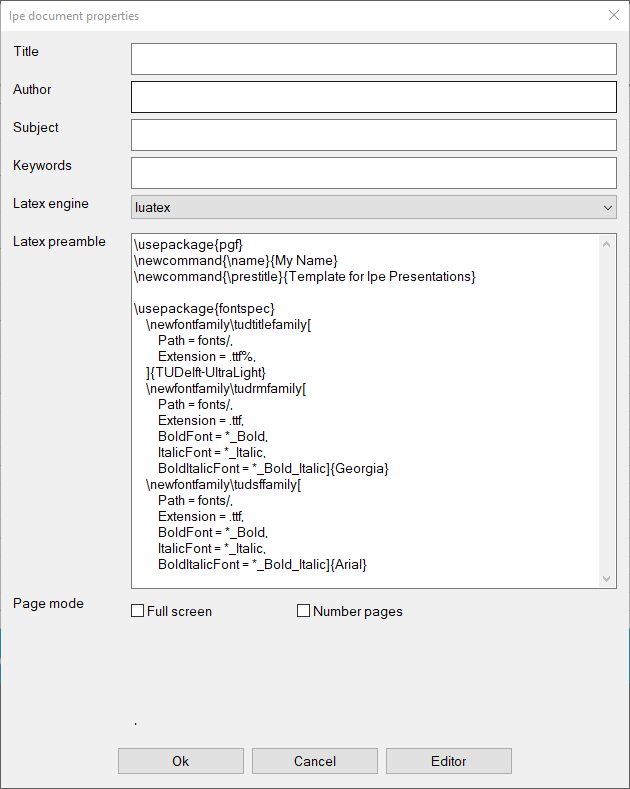 Ipe document properties
Title
Author
Subject
Keywords
Latex engine
luatex
Latex preamble
\usepackage{pgf}
\newcommand{\name}{My Name}
\newcommand{\prestitle}{Template for Ipe Presentations}
\usepackage{fontspec}
\newfontfamily\tudtitlefamily[
Path = fonts/,
Extension = .ttf%,
]{TUDelft-UltraLight}
\newfontfamily\tudrmfamily[
Path = fonts/,
Extension = .ttf,
BoldFont = *_Bold,
ItalicFont = *_Italic,
BoldItalicFont = *_Bold_Italic]{Georgia}
\newfontfamily\tudsffamily[
Path = fonts/,
Extension = .ttf,
BoldFont = *_Bold,
ItalicFont = *_Italic,
BoldItalicFont = *_Bold_Italic]{Arial}
Page mode
Full screen
Number pages
.
Ok
Cancel
Editor